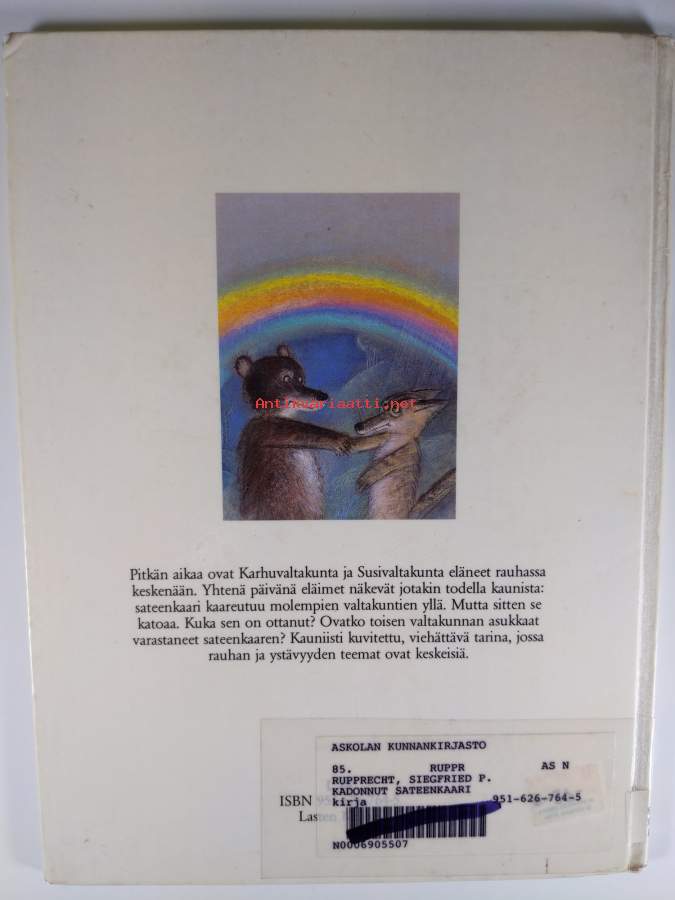 Antikvariaatti.net
Pitkän aikaa ovat Karhuvaltakunta ja Susivaltakunta eläneet rauhassa
keskenään. Yhtenä päivänä eläimet näkevät jotakin todella kaunista:
sateenkaari kaareutuu molempien valtakuntien yllä. Mutta sitten se
katoaa. Kuka sen on ottanut? Ovatko toisen valtakunnan asukkaat
varastaneet sateenkaaren? Kauniisti kuvitettu, viehättävä tarina, jossa
rauhan ja ystävyyden teemat ovat keskeisiä.
ASKOLAN KUNNANKIRJASTO
85. RUPPR AS N
RUPPRECHT, SIEGFRIED P.
KADONNUT SATEENKAARI
ISBN kirja 951-626-764-5
N0006905507